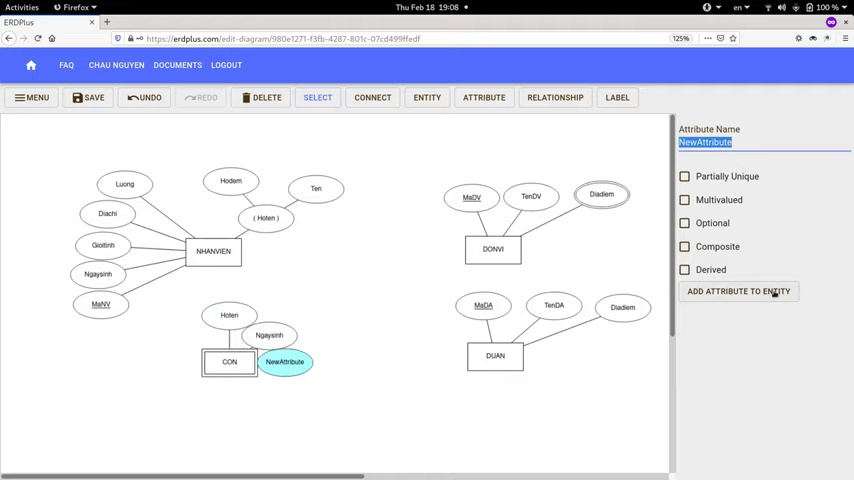 Activities
Firefox
Thu Feb 18 19:08
en
100 %
ERDPlus
https://erdplus.com/edit-diagram/980e1271-f3fb-4287-801c-07cd499ffedf
125%
FAQ
CHAU NGUYEN
DOCUMENTS
LOGOUT
MENU
SAVE
UNDO
REDO
DELETE
SELECT
CONNECT
ENTITY
ATTRIBUTE
RELATIONSHIP
LABEL
Attribute Name
NewAttribute
Partially Unique
Multivalued
Optional
Composite
Derived
ADD ATTRIBUTE TO ENTITY
Luong
Hodem
Ten
Diachi
( Hoten )
Gioitinh
NHANVIEN
Ngaysinh
MaNV
MaDV
TenDV
Diadiem
DONVI
Hoten
Ngaysinh
CON
NewAttribute
MaDA
TenDA
Diadiem
DUAN